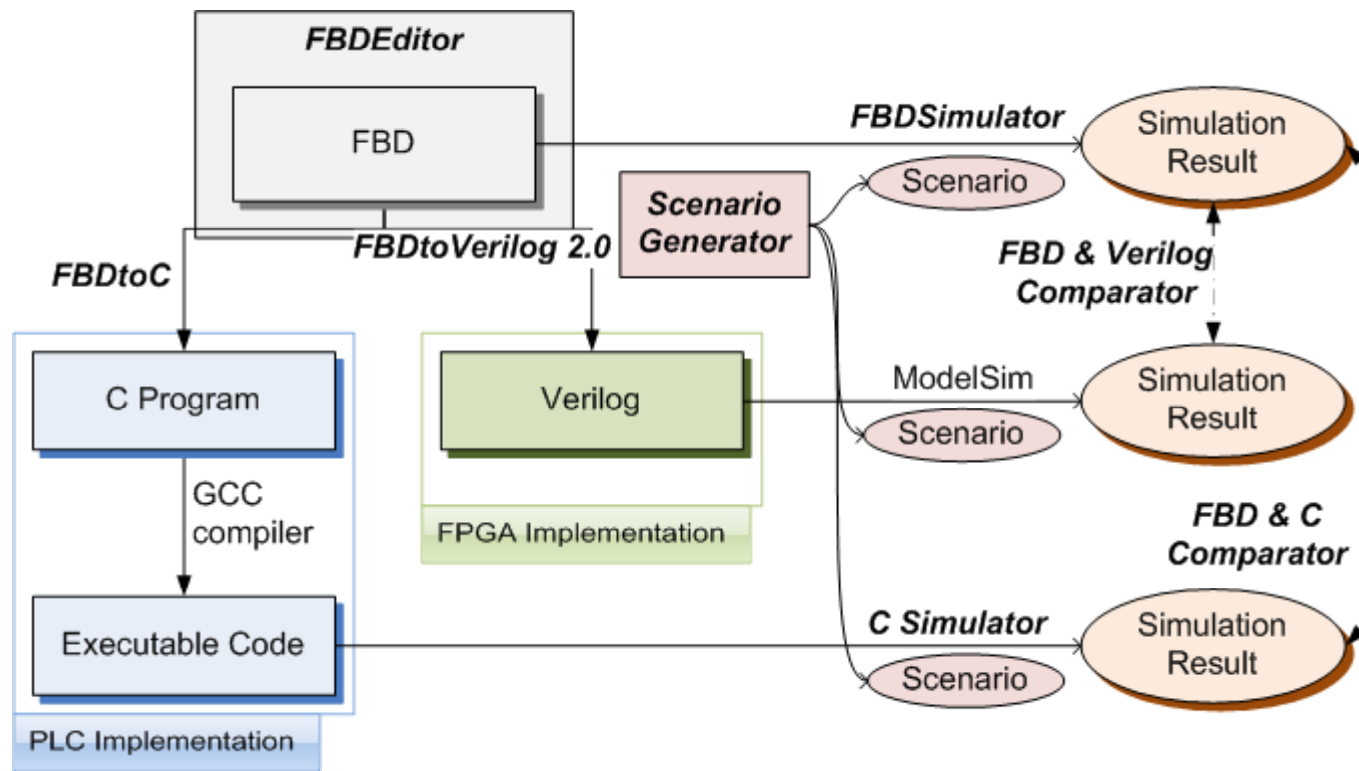 FBDEditor
FBD
FBDSimulator
Simulation
Result
Scenario
Scenario
Generator
FBDtoVerilog 2.0
FBDtoC
FBD & Verilog
Comparator
C Program
Verilog
ModelSim
Simulation
Result
Scenario
GCC
compiler
FPGA Implementation
FBD & C
Comparator
Executable Code
C Simulator
Simulation
Result
Scenario
PLC Implementation